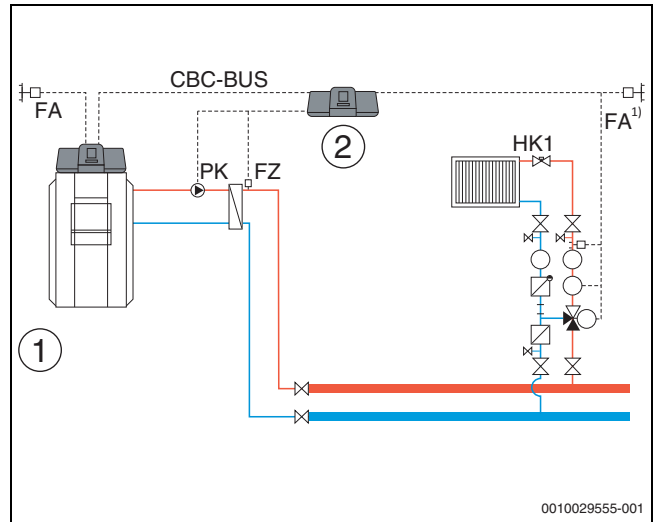 CBC-BUS
FA
FA1)
2
HK1
PK
FZ
1
0010029555-001